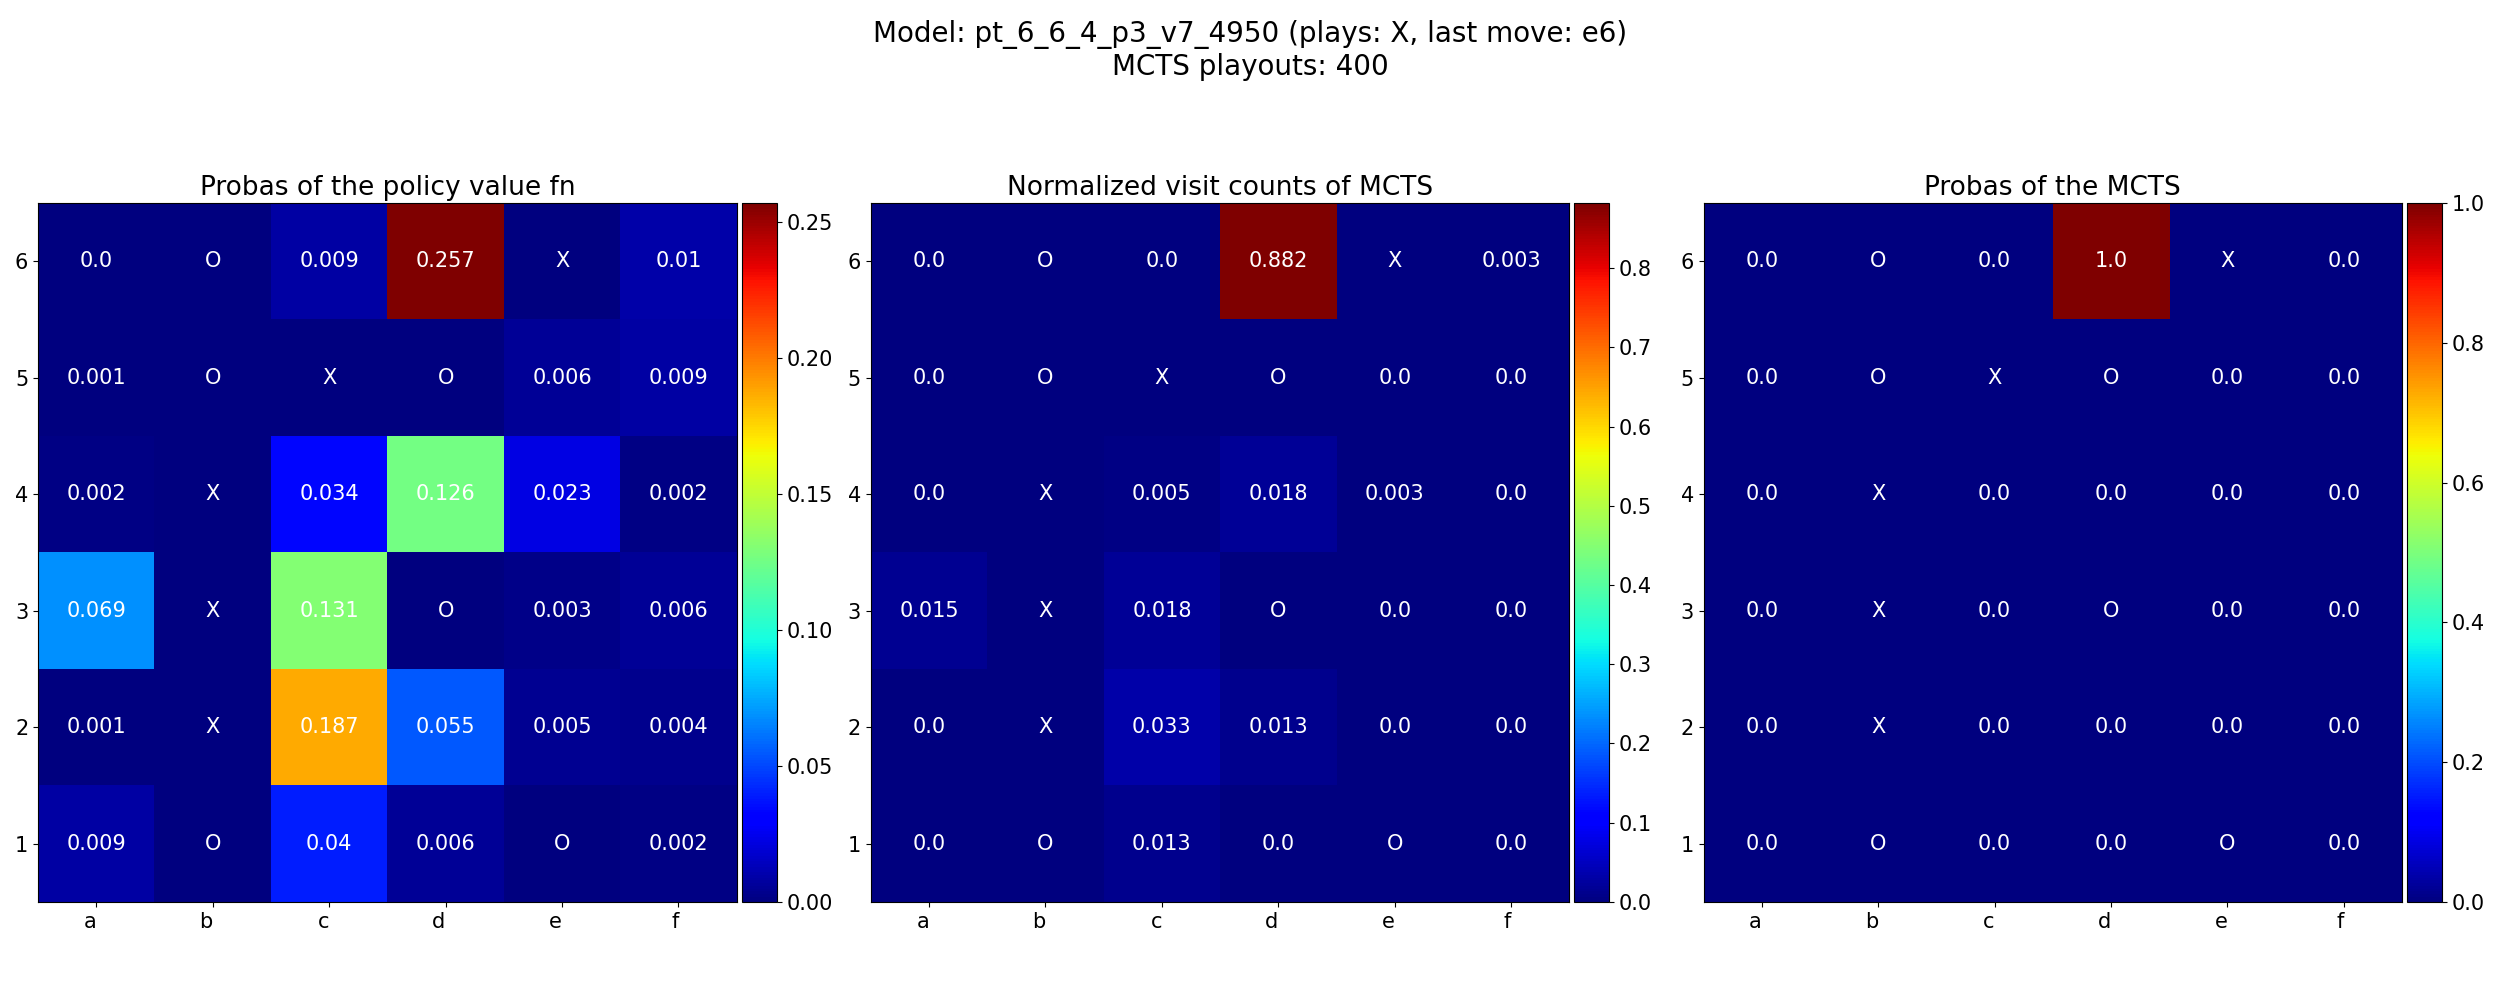 Model: pt_6_6_4_p3_v7_4950 (plays: X, last move: e6)
MCTS playouts: 400
Probas of the policy value fn
6 0.0 O 0.009 0.257 X 0.01
5 0.001 O X O 0.006 0.009
4 0.002 X 0.034 0.126 0.023 0.002
3 0.069 X 0.131 O 0.003 0.006
2 0.001 X 0.187 0.055 0.005 0.004
1 0.009 O 0.04 0.006 O 0.002
a b c d e f
0.25
0.20
0.15
0.10
0.05
0.00
Normalized visit counts of MCTS
6 0.0 O 0.0 0.882 X 0.003
5 0.0 O X O 0.0 0.0
4 0.0 X 0.005 0.018 0.003 0.0
3 0.015 X 0.018 O 0.0 0.0
2 0.0 X 0.033 0.013 0.0 0.0
1 0.0 O 0.013 0.0 O 0.0
a b c d e f
0.8
0.7
0.6
0.5
0.4
0.3
0.2
0.1
0.0
Probas of the MCTS
6 0.0 O 0.0 1.0 X 0.0
5 0.0 O X O 0.0 0.0
4 0.0 X 0.0 0.0 0.0 0.0
3 0.0 X 0.0 O 0.0 0.0
2 0.0 X 0.0 0.0 0.0 0.0
1 0.0 O 0.0 0.0 O 0.0
a b c d e f
1.0
0.8
0.6
0.4
0.2
0.0